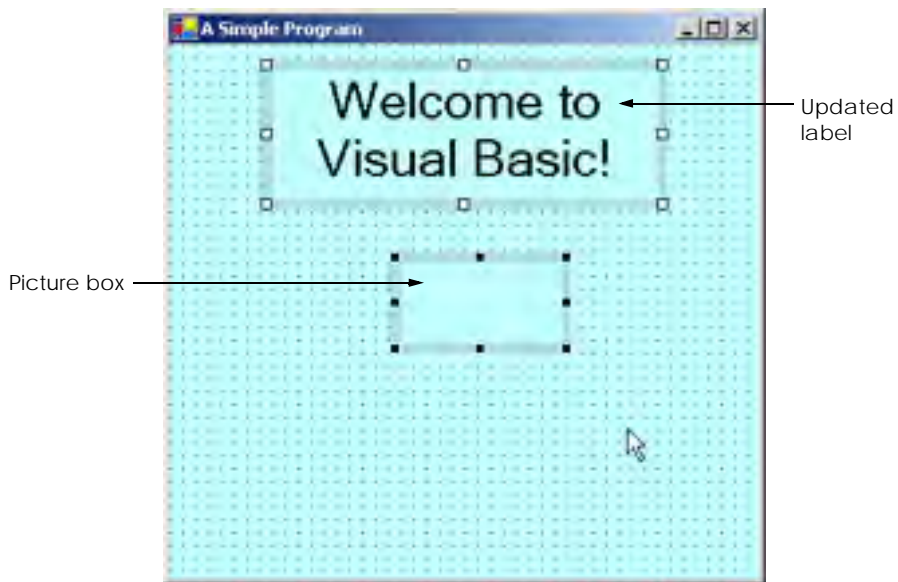 A Simple Program
Welcome to
Visual Basic!
Updated
label
Picture box